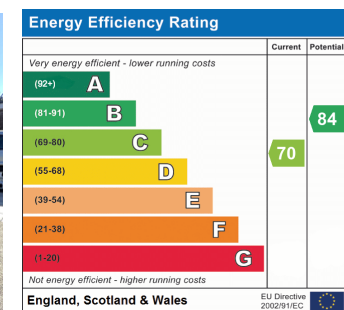 Energy Efficiency Rating
Current Potential
Very energy efficient - lower running costs
(92+) A
(81-91) B
84
(69-80) C
70
(55-68) D
(39-54) E
(21-38) F
(1-20) G
Not energy efficient - higher running costs
England, Scotland & Wales
EU Directive
2002/91/EC